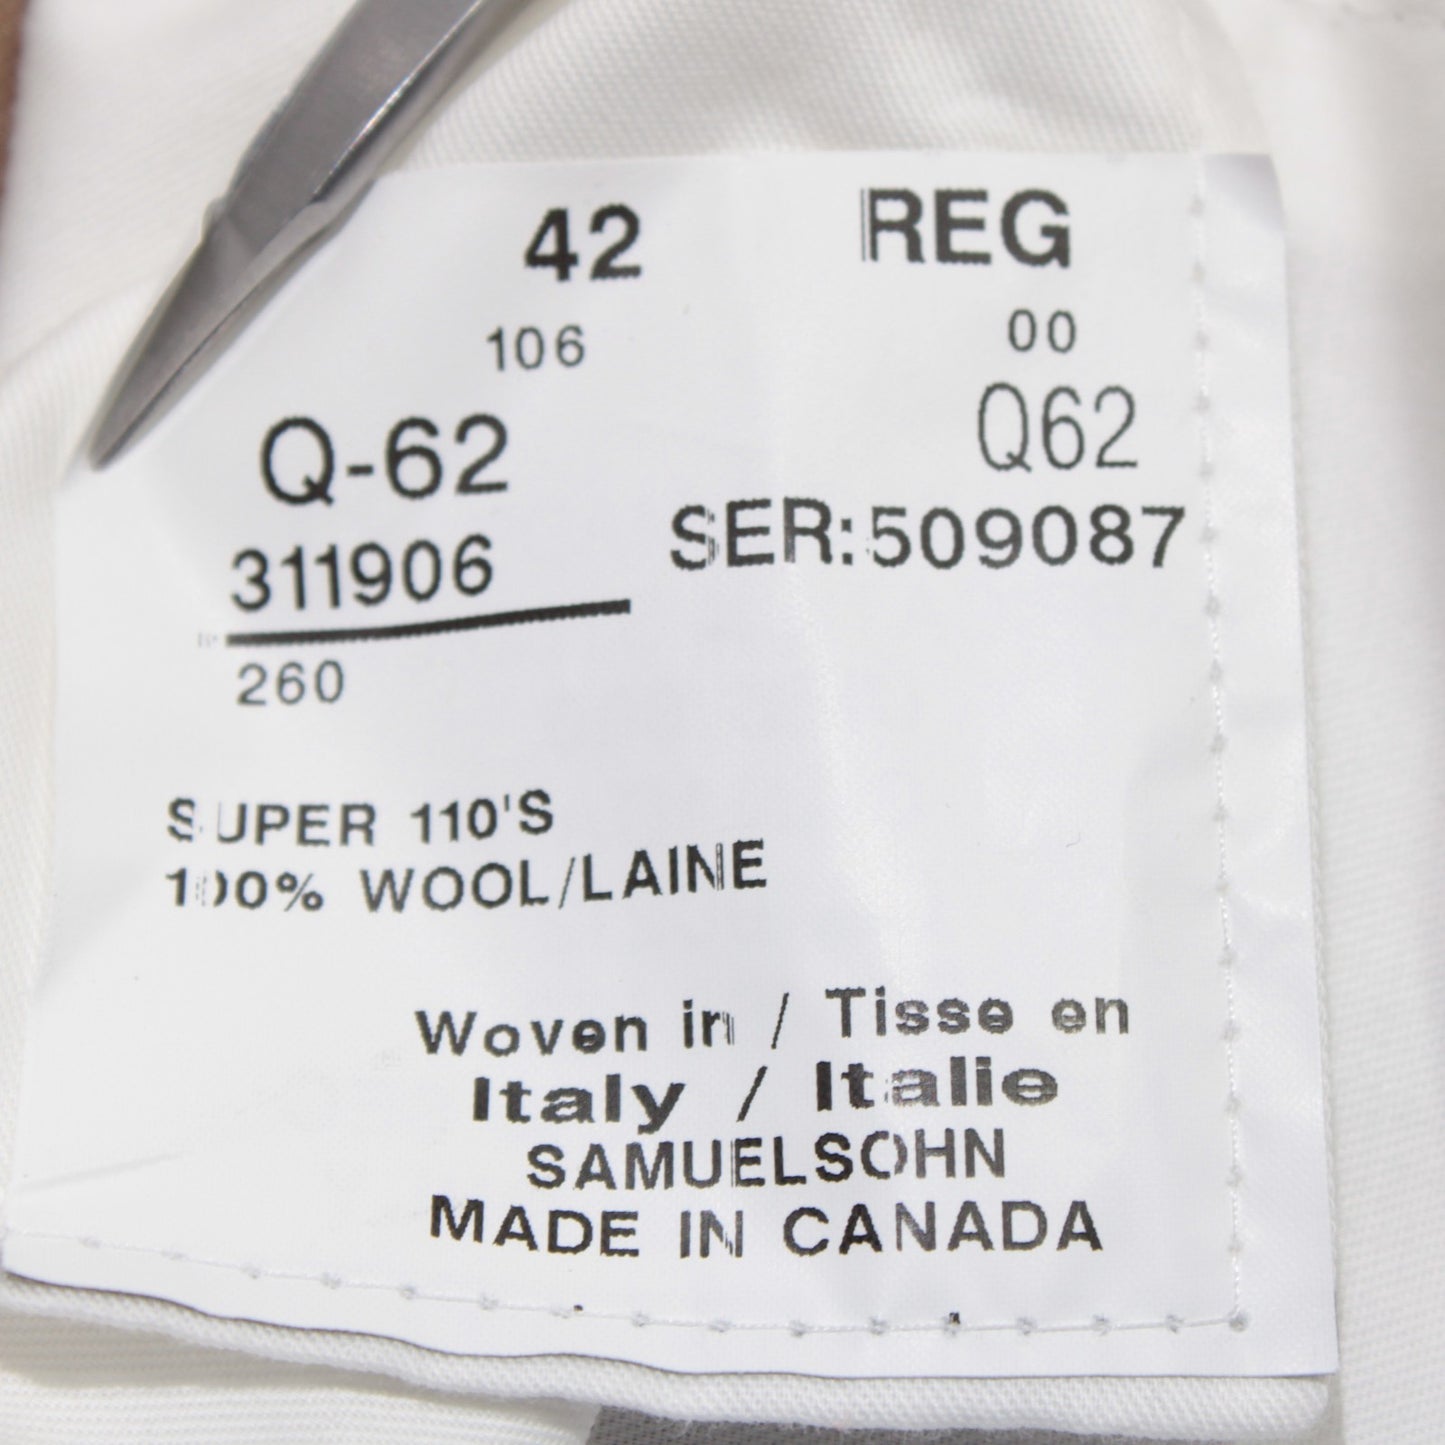 42 REG
106 00
Q-62 Q62
311906 SER:509087
260
SUPER 110'S
100% WOOL/LAINE
Woven in / Tisse en
Italy / Italie
SAMUELSOHN
MADE IN CANADA